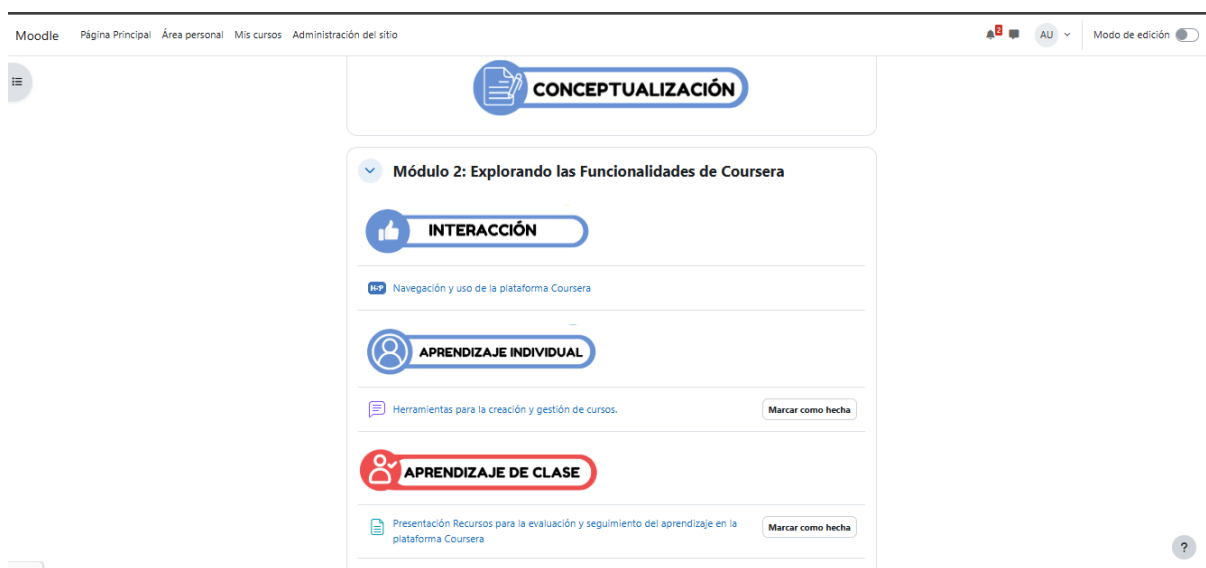 Moodle Página Principal Área personal Mis cursos Administración del sitio 2 AU Modo de edición
CONCEPTUALIZACIÓN
Módulo 2: Explorando las Funcionalidades de Coursera
INTERACCIÓN
H-P Navegación y uso de la plataforma Coursera
APRENDIZAJE INDIVIDUAL
Herramientas para la creación y gestión de cursos. Marcar como hecha
APRENDIZAJE DE CLASE
Presentación Recursos para la evaluación y seguimiento del aprendizaje en la Marcar como hecha
plataforma Coursera
?